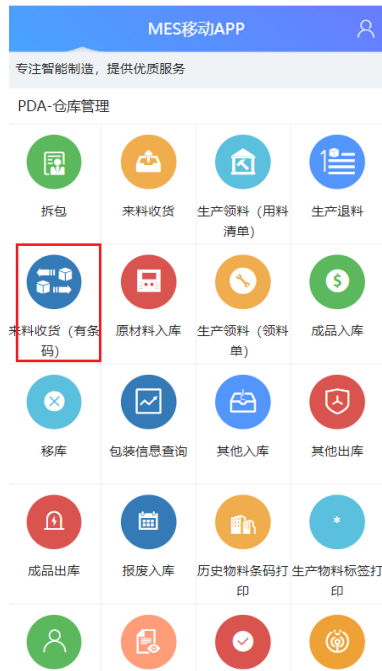 MES移动APP
专注智能制造，提供优质服务
PDA-仓库管理
拆包 来料收货 生产领料（用料 生产退料
清单）
来料收货（有条 原材料入库 生产领料（领料 成品入库
码） 单）
移库 包装信息查询 其他入库 其他出库
成品出库 报废入库 历史物料条码打 生产物料标签打
印 印